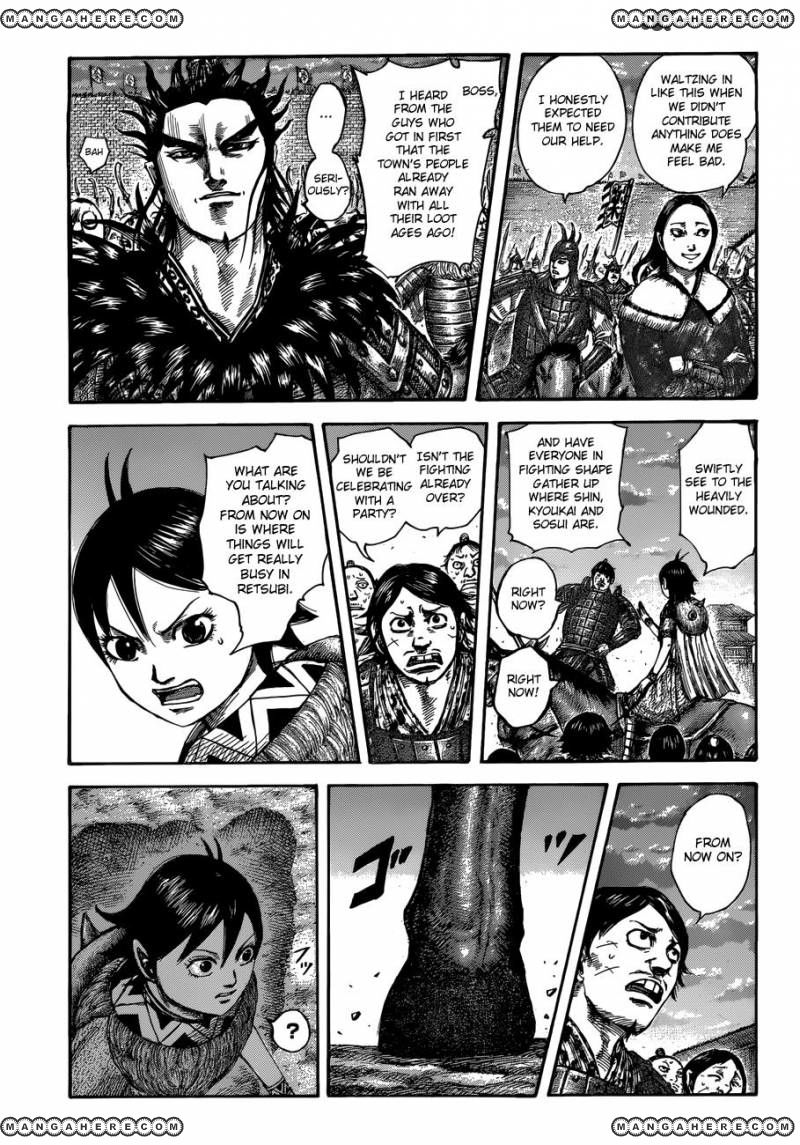 MANGAHERE.COM
MANGAHERE.COM
WALTZING IN
LIKE THIS WHEN
WE DIDN'T
CONTRIBUTE
ANYTHING DOES
MAKE ME
FEEL BAD.
I HONESTLY
EXPECTED
THEM TO NEED
OUR HELP.
BOSS,
I HEARD
FROM THE
GUYS WHO
GOT IN FIRST
THAT THE
TOWN'S PEOPLE
ALREADY
RAN AWAY
WITH ALL
THEIR LOOT
AGES AGO!
...
SERI-
OUSLY?
BAH
SWIFTLY
SEE TO THE
HEAVILY
WOUNDED.
AND HAVE
EVERYONE IN
FIGHTING SHAPE
GATHER UP
WHERE SHIN,
KYOUKAI AND
SOSUI ARE.
RIGHT
NOW?
RIGHT
NOW!
ISN'T THE
FIGHTING
ALREADY
OVER?
SHOULDN'T
WE BE
CELEBRATING
WITH A
PARTY?
WHAT ARE
YOU TALKING
ABOUT?
FROM NOW ON
IS WHERE
THINGS WILL
GET REALLY
BUSY IN
RETSUBI.
FROM
NOW ON?
ゴッ
フッ
?
MANGAHERE.COM
MANGAHERE.COM